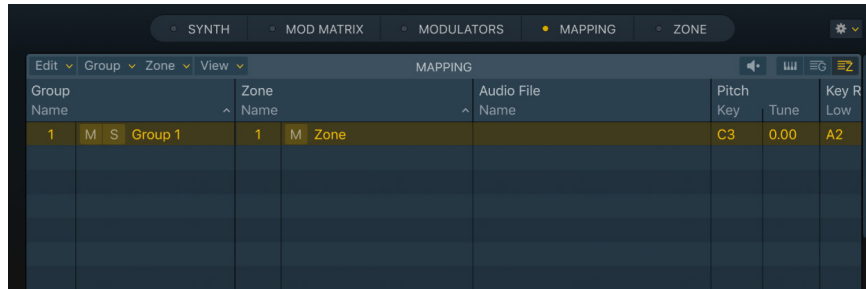 SYNTH MOD MATRIX MODULATORS MAPPING ZONE
Edit Group Zone View MAPPING G Z
Group Zone Audio File Pitch Key R
Name Name Name Key Tune Low
1 M S Group 1 1 M Zone C3 0.00 A2